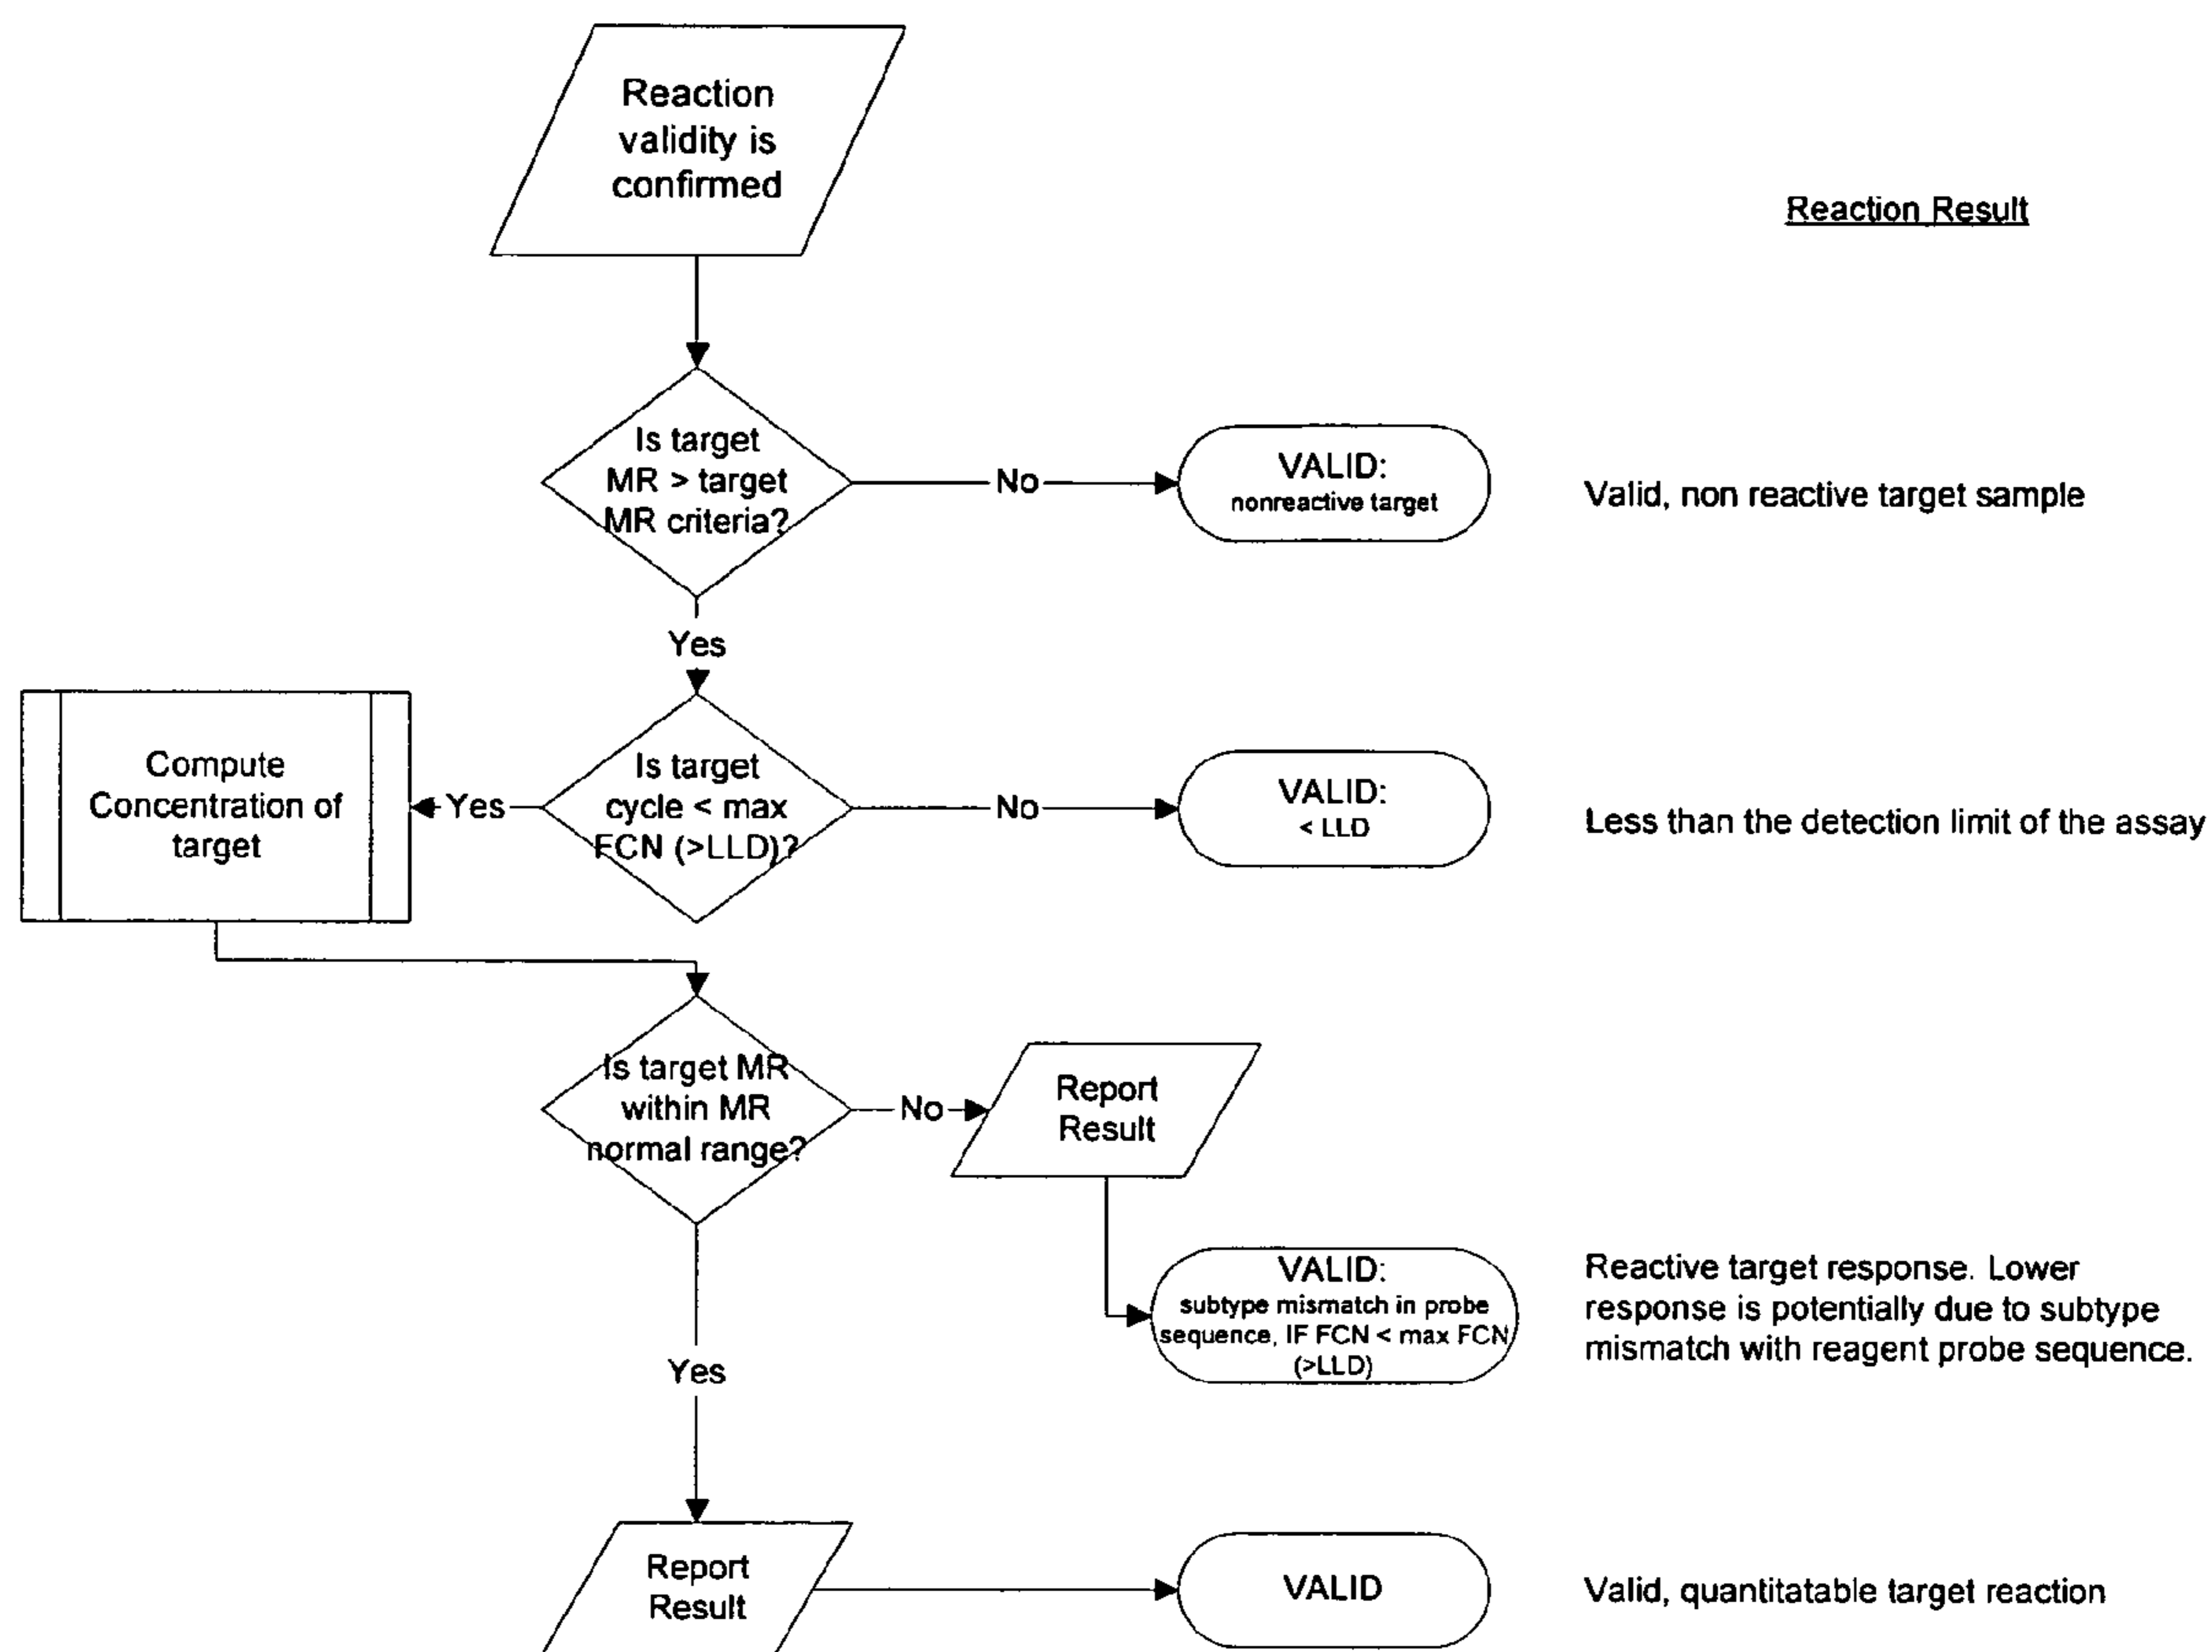 Reaction
validity is
confirmed
Reaction Result
Is target
MR > target
MR criteria?
No
VALID:
nonreactive target
Valid, non reactive target sample
Yes
Compute
Concentration of
target
Yes
Is target
cycle < max
FCN (>LLD)?
No
VALID:
< LLD
Less than the detection limit of the assay
Is target MR
within MR
normal range?
No
Report
Result
VALID:
subtype mismatch in probe
sequence, IF FCN < max FCN
(>LLD)
Reactive target response. Lower
response is potentially due to subtype
mismatch with reagent probe sequence.
Yes
Report
Result
VALID
Valid, quantitatable target reaction